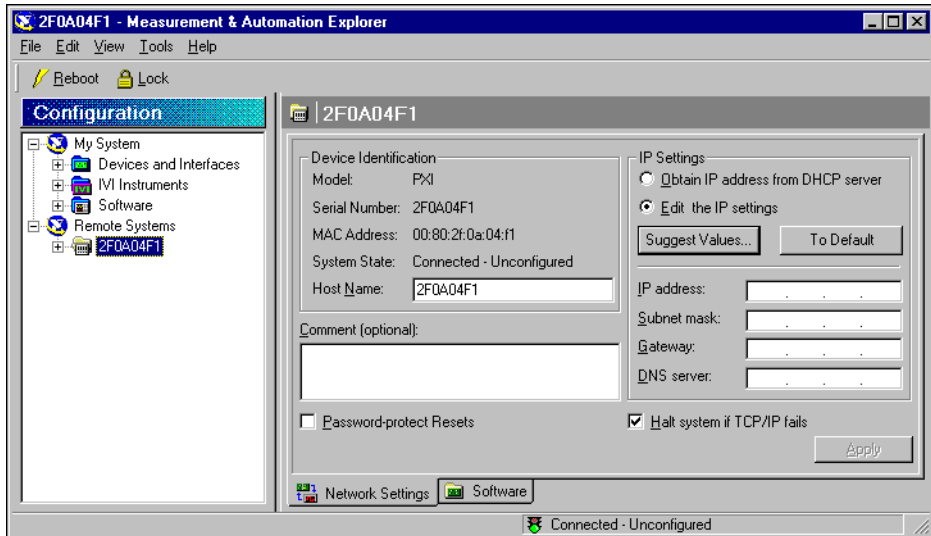 2F0A04F1 - Measurement & Automation Explorer
File Edit View Tools Help
Reboot Lock
Configuration
My System
Devices and Interfaces
IVI Instruments
Software
Remote Systems
2F0A04F1
2F0A04F1
Device Identification
Model: PXI
Serial Number: 2F0A04F1
MAC Address: 00:80:2f:0a:04:f1
System State: Connected - Unconfigured
Host Name: 2F0A04F1
Comment (optional):
Password-protect Resets
IP Settings
Obtain IP address from DHCP server
Edit the IP settings
Suggest Values... To Default
IP address: . . .
Subnet mask: . . .
Gateway: . . .
DNS server: . . .
Halt system if TCP/IP fails
Apply
Network Settings Software
Connected - Unconfigured